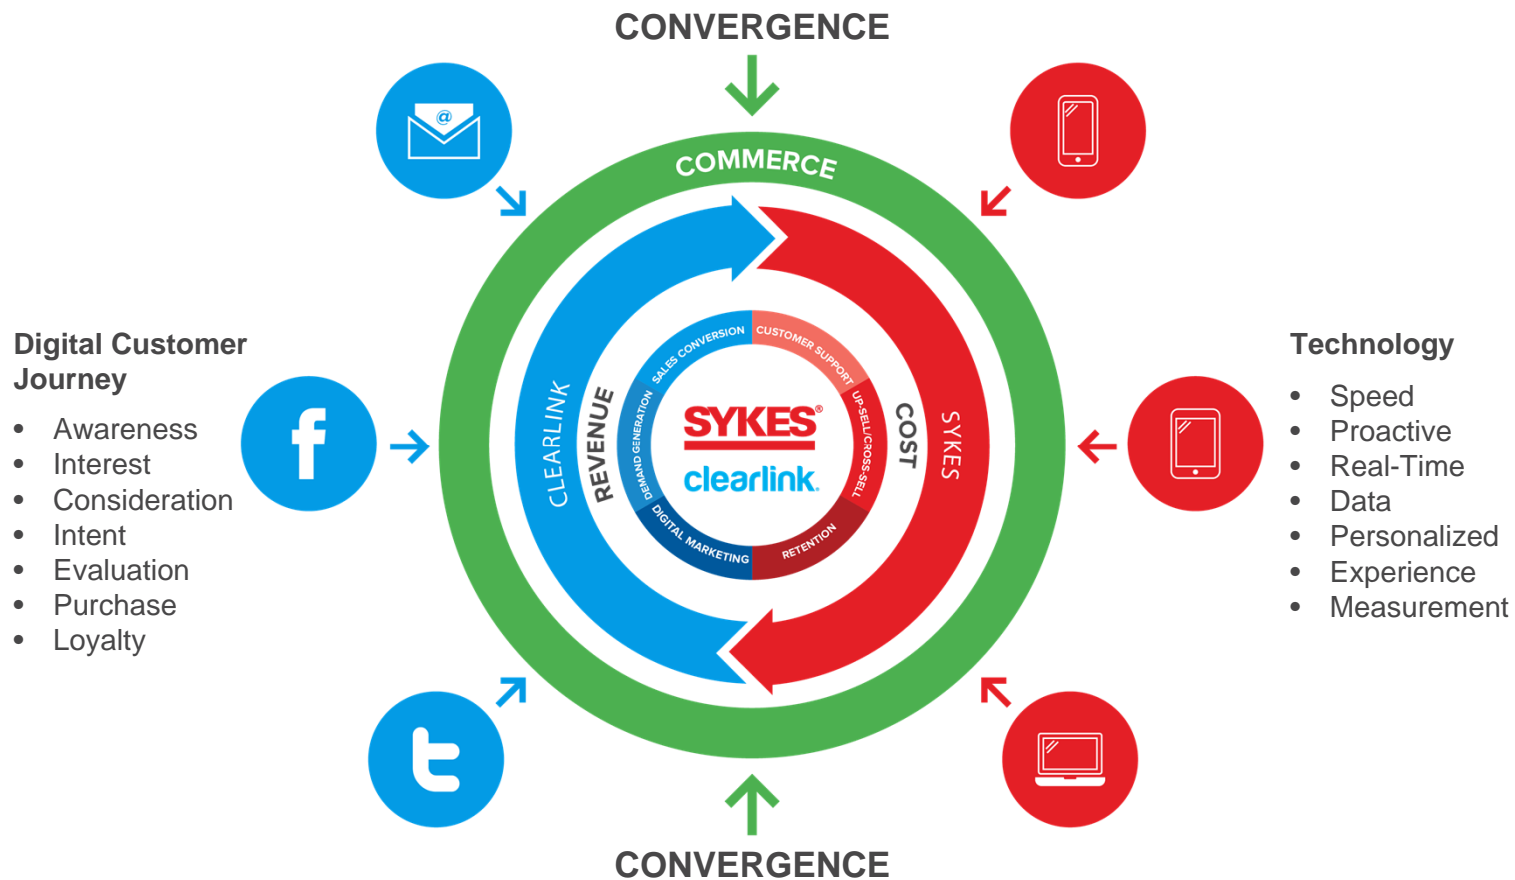 CONVERGENCE
@
COMMERCE
Digital Customer
Journey
• Awareness
• Interest
• Consideration
• Intent
• Evaluation
• Purchase
• Loyalty
f
t
CLEARLINK
REVENUE
SALES CONVERSION
CUSTOMER SUPPORT
DEMAND GENERATION
UP-SELL/CROSS-SELL
DIGITAL MARKETING
RETENTION
SYKES®
clearlink.
COST
SYKES
Technology
• Speed
• Proactive
• Real-Time
• Data
• Personalized
• Experience
• Measurement
CONVERGENCE